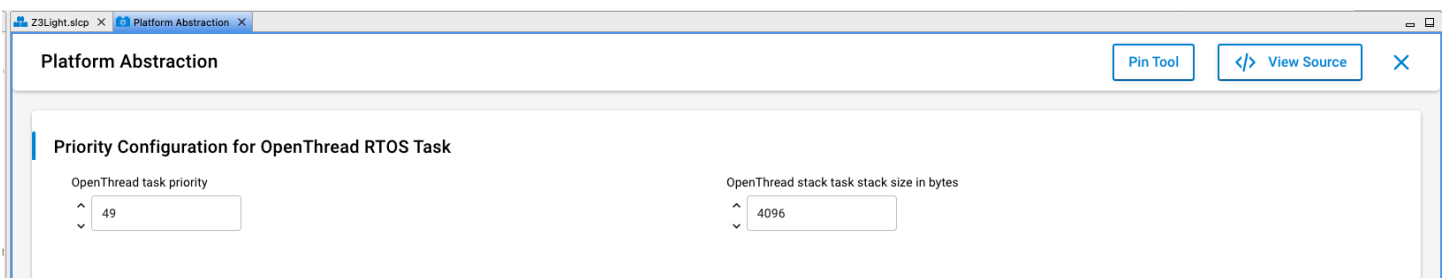 Z3Light.slcp Platform Abstraction
Platform Abstraction Pin Tool </> View Source
Priority Configuration for OpenThread RTOS Task
OpenThread task priority OpenThread stack task stack size in bytes
49 4096